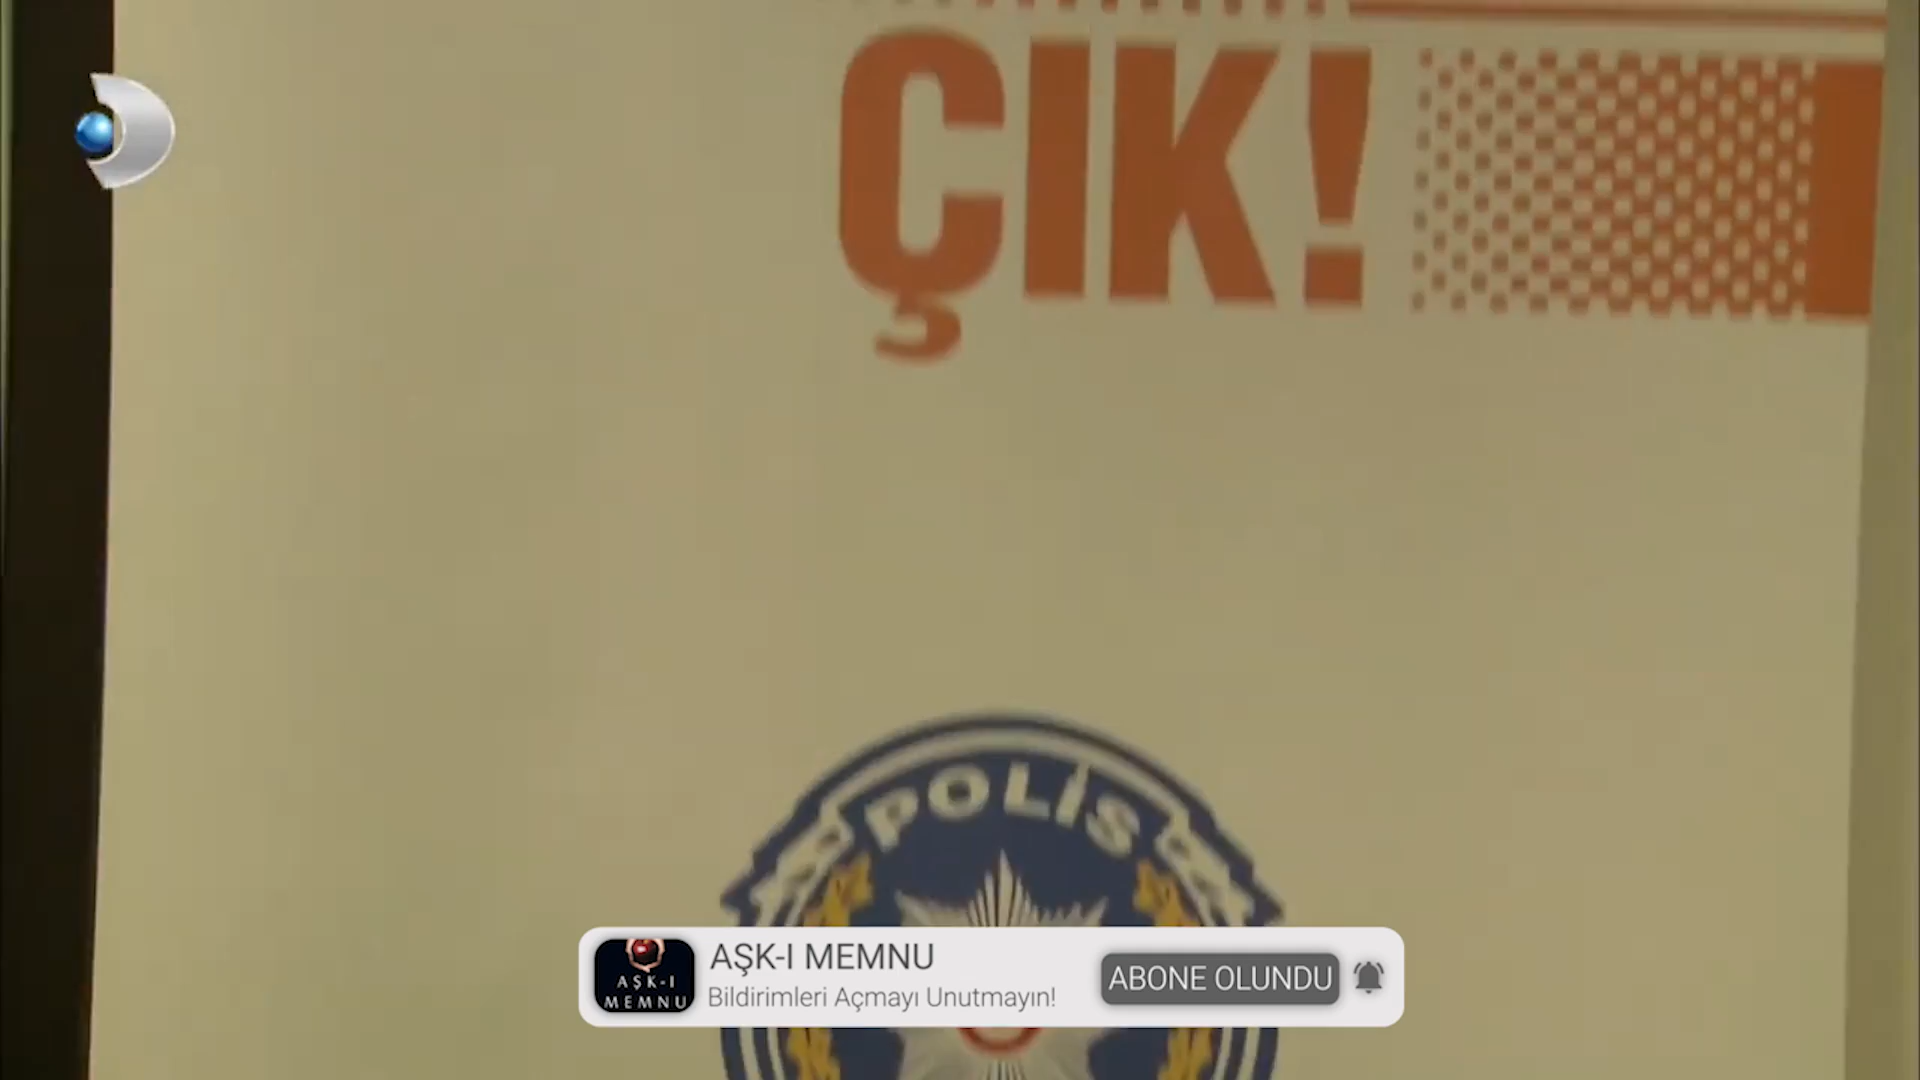 ÇIK!
POLİS
AŞK-I MEMNU
AŞK-I
MEMNU
Bildirimleri Açmayı Unutmayın!
ABONE OLUNDU